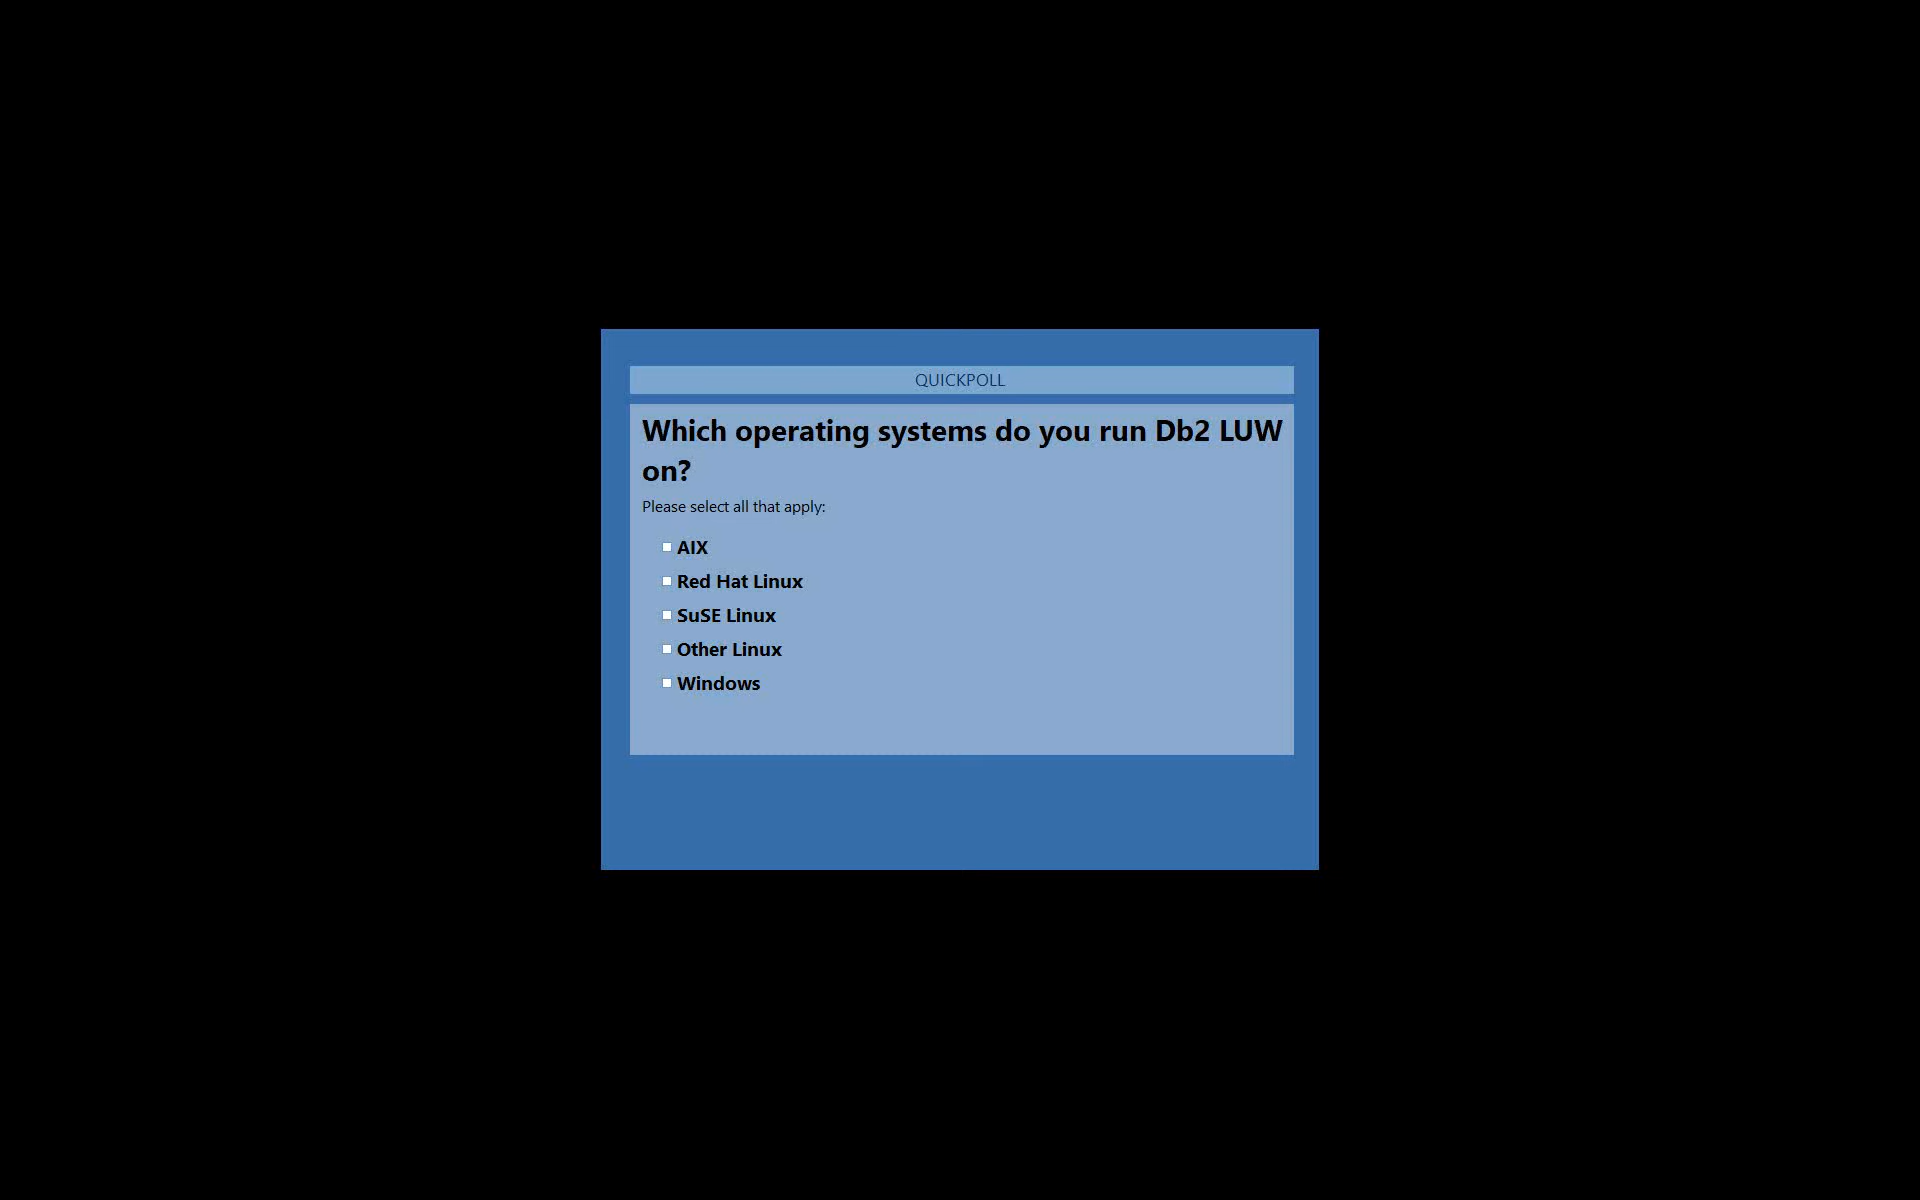 QUICKPOLL
Which operating systems do you run Db2 LUW
on?
Please select all that apply:
AIX
Red Hat Linux
SuSE Linux
Other Linux
Windows